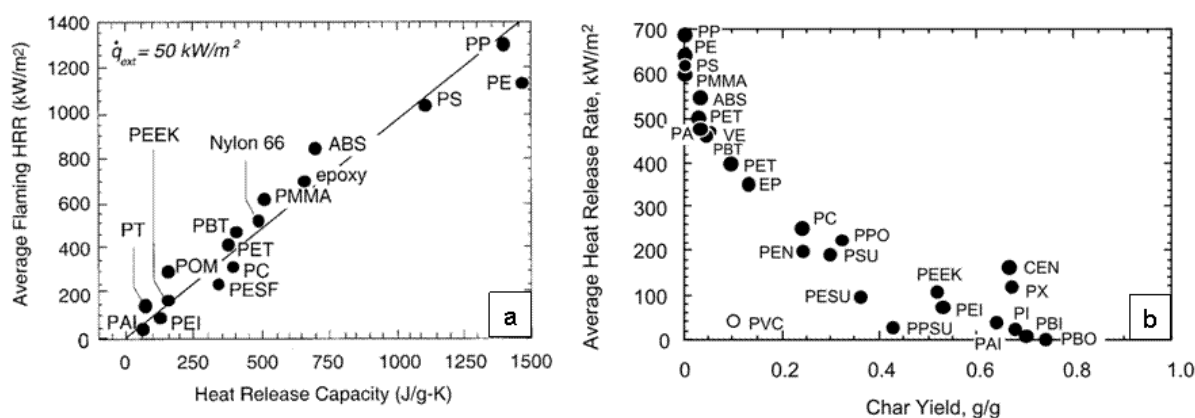 Average Flaming HRR (kW/m2)
1400
1200
1000
800
600
400
200
0
q̇ext = 50 kW/m2
PP
PE
PS
PEEK
Nylon 66
ABS
epoxy
PMMA
PT
PBT
PET
POM
PC
PESF
PAI
PEI
a
0 250 500 750 1000 1250 1500
Heat Release Capacity (J/g-K)
Average Heat Release Rate, kW/m2
700
600
500
400
300
200
100
0
PP
PE
PS
PMMA
ABS
PET
PA VE
PBT
PET
EP
PC
PPO
PEN PSU
CEN
PEEK
PX
PESU
PEI
PVC
PPSU
PI
PBI
PAI
PBO
b
0 0.2 0.4 0.6 0.8 1.0
Char Yield, g/g